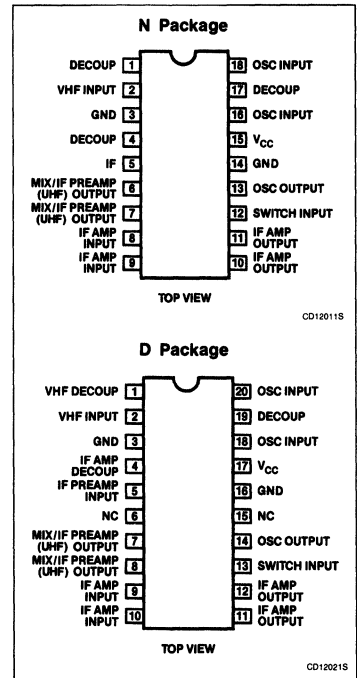 N Package
DECOUP 1
VHF INPUT 2
GND 3
DECOUP 4
IF 5
MIX/IF PREAMP
(UHF) OUTPUT 6
MIX/IF PREAMP
(UHF) OUTPUT 7
IF AMP
INPUT 8
IF AMP
INPUT 9
18 OSC INPUT
17 DECOUP
16 OSC INPUT
15 VCC
14 GND
13 OSC OUTPUT
12 SWITCH INPUT
11 IF AMP
OUTPUT
10 IF AMP
OUTPUT
TOP VIEW
CD12011S
D Package
VHF DECOUP 1
VHF INPUT 2
GND 3
IF AMP
DECOUP 4
IF PREAMP
INPUT 5
NC 6
MIX/IF PREAMP
(UHF) OUTPUT 7
MIX/IF PREAMP
(UHF) OUTPUT 8
IF AMP
INPUT 9
IF AMP
INPUT 10
20 OSC INPUT
19 DECOUP
18 OSC INPUT
17 VCC
16 GND
15 NC
14 OSC OUTPUT
13 SWITCH INPUT
12 IF AMP
OUTPUT
11 IF AMP
OUTPUT
TOP VIEW
CD12021S